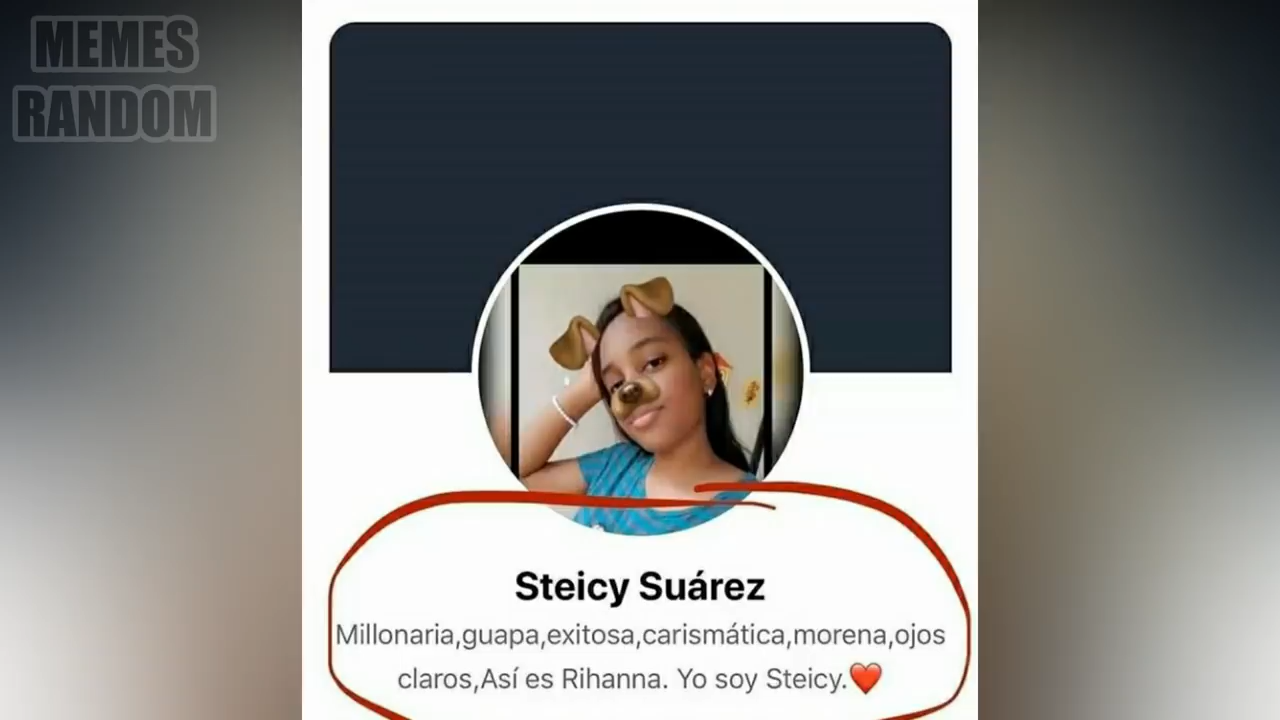 MEMES
RANDOM
Steicy Suárez
Millonaria,guapa,exitosa,carismática,morena,ojos
claros,Así es Rihanna. Yo soy Steicy.❤️